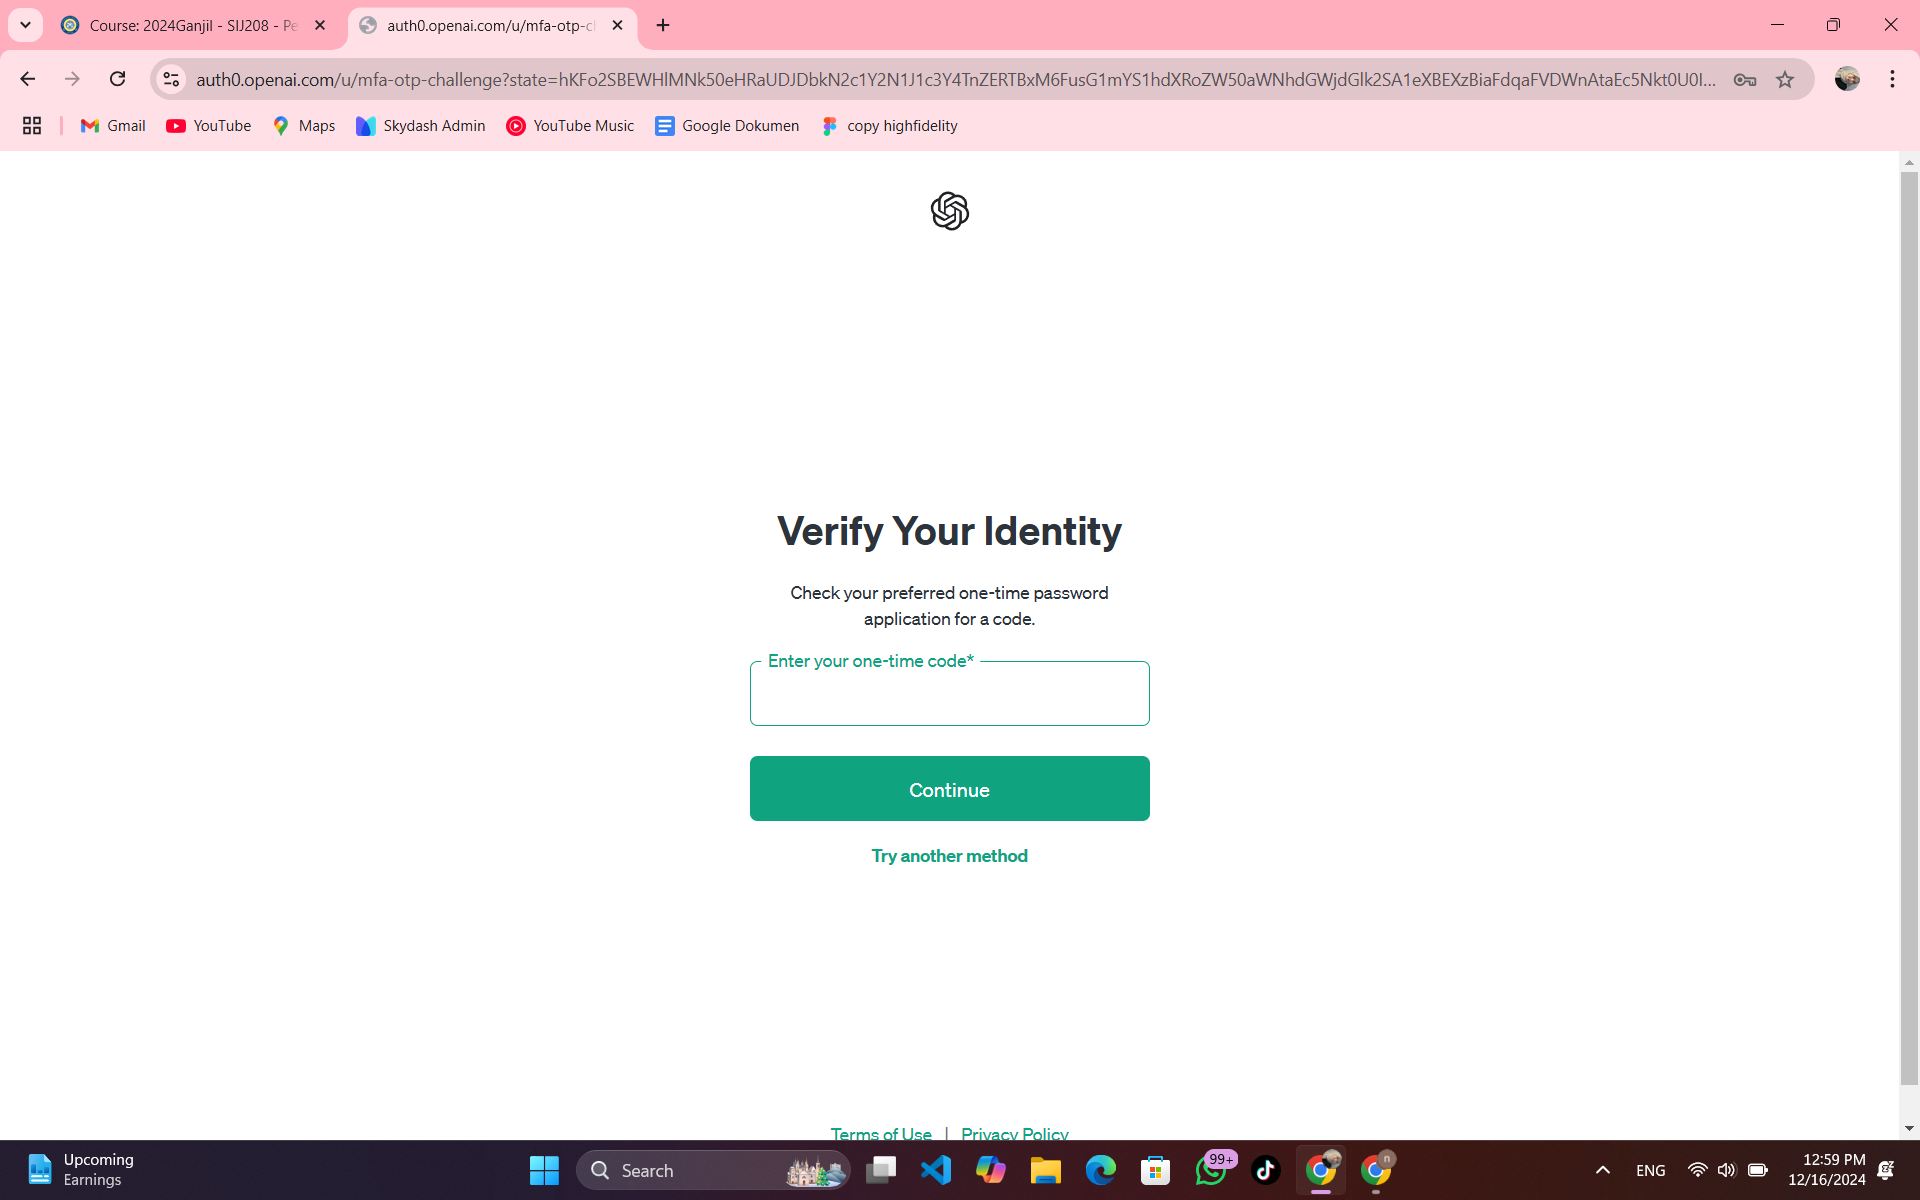 Course: 2024Ganjil - SIJ208 - Pe
auth0.openai.com/u/mfa-otp-c
auth0.openai.com/u/mfa-otp-challenge?state=hKFo2SBEWHlMNk50eHRaUDJDbkN2c1Y2N1J1c3Y4TnZERTBxM6FusG1mYS1hdXRoZW50aWNhdGWjdGlk2SA1eXBEXzBiaFdqaFVDWnAtaEc5Nkt0U0l...
Gmail
YouTube
Maps
Skydash Admin
YouTube Music
Google Dokumen
copy highfidelity
Verify Your Identity
Check your preferred one-time password
application for a code.
Enter your one-time code*
Continue
Try another method
Terms of Use | Privacy Policy
Upcoming
Earnings
Search
99+
n
ENG
12:59 PM
12/16/2024